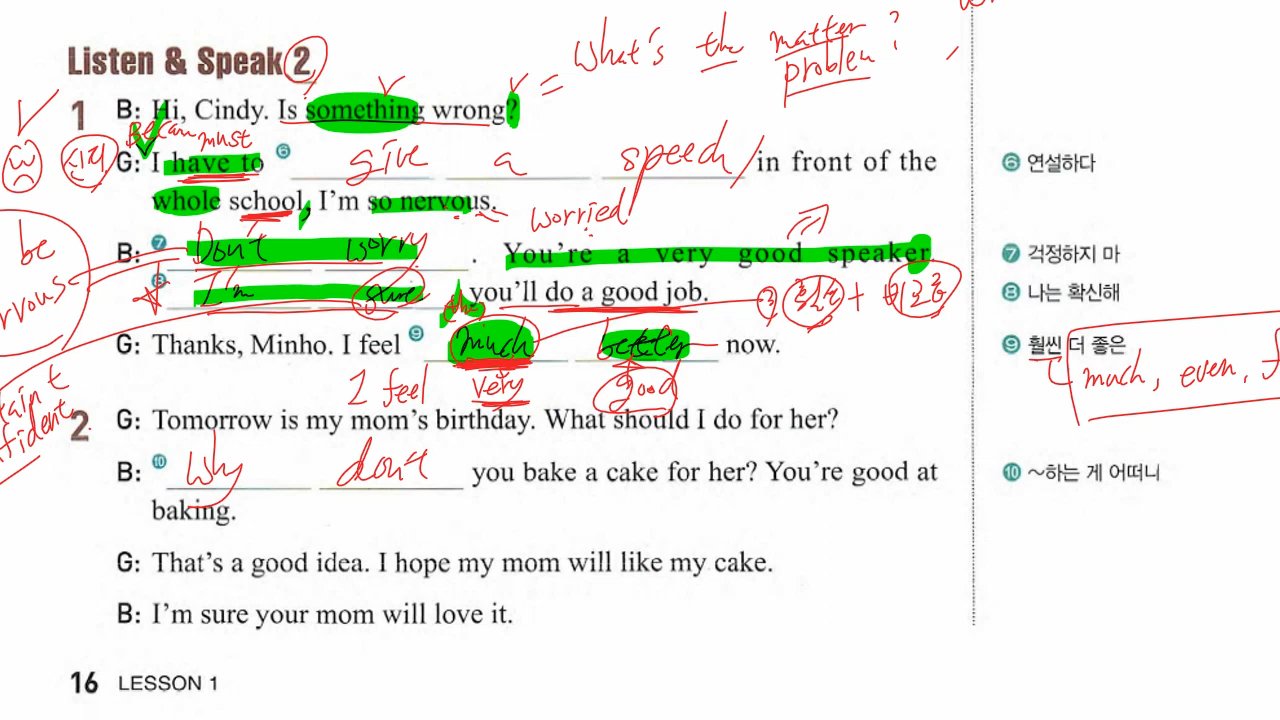 What's the matter ?
Listen & Speak 2
problem
1 B: Hi, Cindy. Is something wrong? =
must
G: I have to ⑥ give a speech / in front of the
⑥ 연설하다
whole school, I'm so nervous. = worried
be
B: ⑦ Don't worry . You're a very good speaker
⑦ 걱정하지 마
⑧ I'm sure you'll do a good job.
⑧ 나는 확신해
G: Thanks, Minho. I feel ⑨ much better now.
⑨ 훨씬 더 좋은
I feel very good
much, even, f
2 G: Tomorrow is my mom's birthday. What should I do for her?
B: ⑩ Why don't you bake a cake for her? You're good at
⑩ ~하는 게 어떠니
baking.
G: That's a good idea. I hope my mom will like my cake.
B: I'm sure your mom will love it.
16 LESSON 1